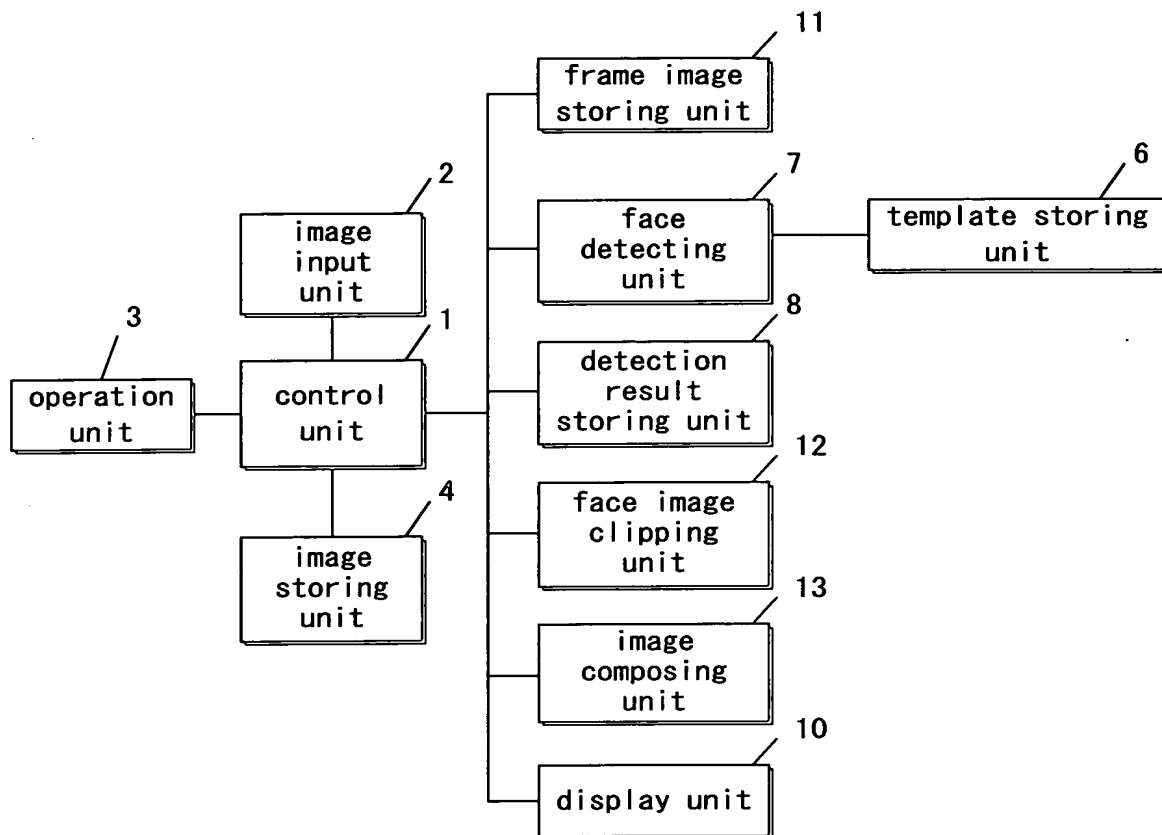 11
frame image
storing unit
2
image
input
unit
7
face
detecting
unit
6
template storing
unit
3
operation
unit
1
control
unit
8
detection
result
storing unit
4
image
storing
unit
12
face image
clipping
unit
13
image
composing
unit
10
display unit